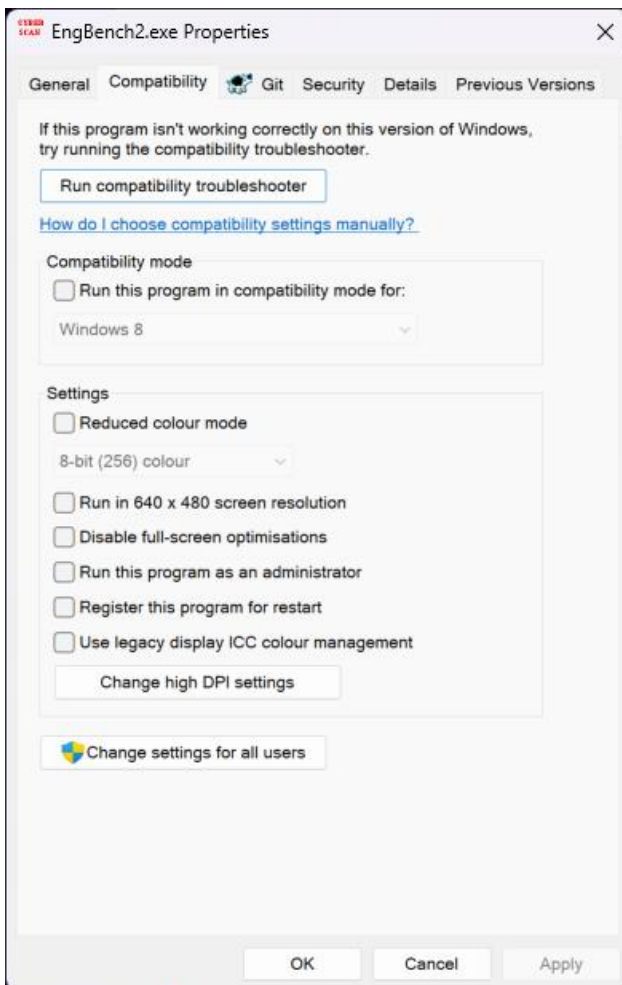 CYBER
SCAN
EngBench2.exe Properties
General Compatibility Git Security Details Previous Versions
If this program isn't working correctly on this version of Windows,
try running the compatibility troubleshooter.
Run compatibility troubleshooter
How do I choose compatibility settings manually?
Compatibility mode
Run this program in compatibility mode for:
Windows 8
Settings
Reduced colour mode
8-bit (256) colour
Run in 640 x 480 screen resolution
Disable full-screen optimisations
Run this program as an administrator
Register this program for restart
Use legacy display ICC colour management
Change high DPI settings
Change settings for all users
OK Cancel Apply